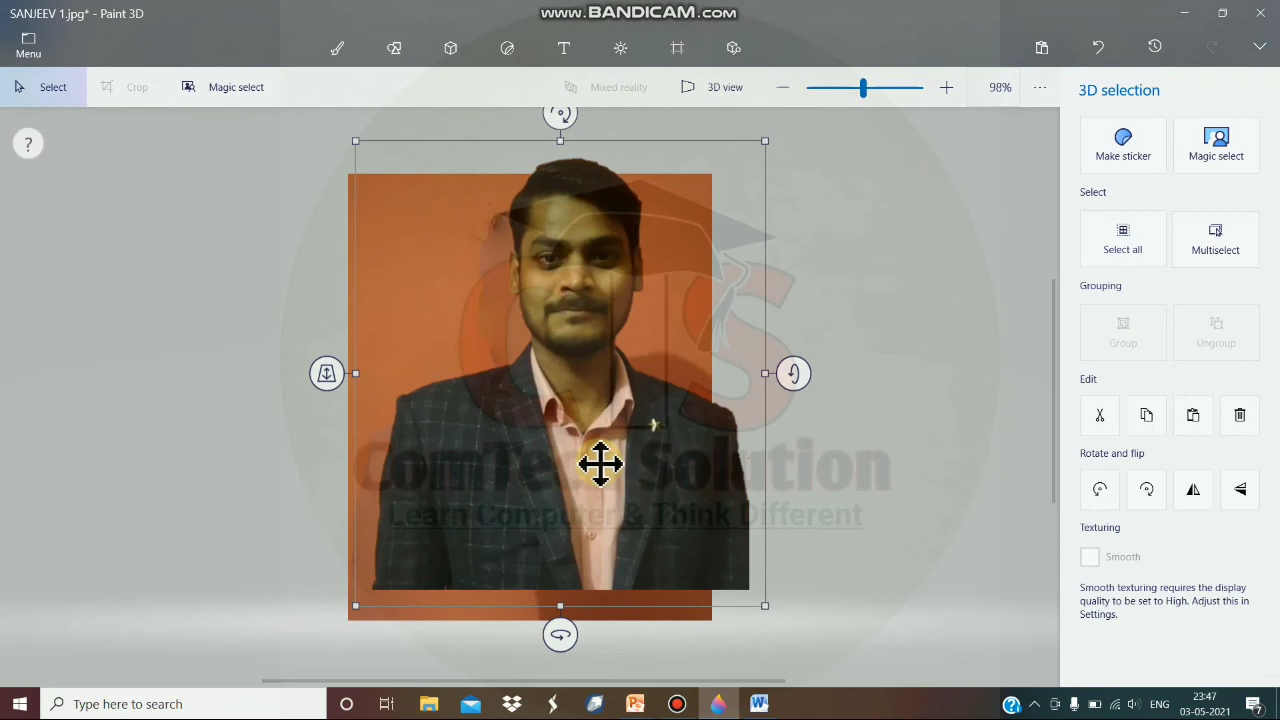 SANJEEV 1.jpg* - Paint 3D
www.BANDICAM.com
Menu
Select
Crop
Magic select
Mixed reality
3D view
98%
3D selection
Make sticker
Magic select
Select
Select all
Multiselect
Grouping
Group
Ungroup
Edit
Rotate and flip
Texturing
Smooth
Smooth texturing requires the display
quality to be set to High. Adjust this in
Settings.
ComTech Solution
Learn Computer & Think Different
Type here to search
ENG
23:47
03-05-2021
7